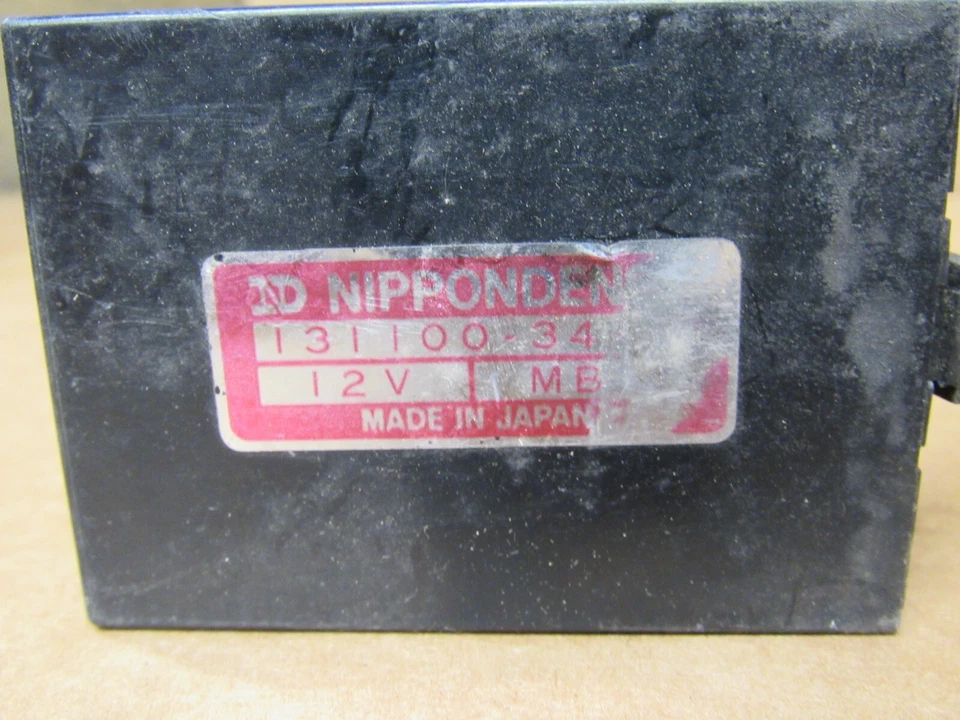 ND NIPPONDEN
131100-34
12V MB
MADE IN JAPAN